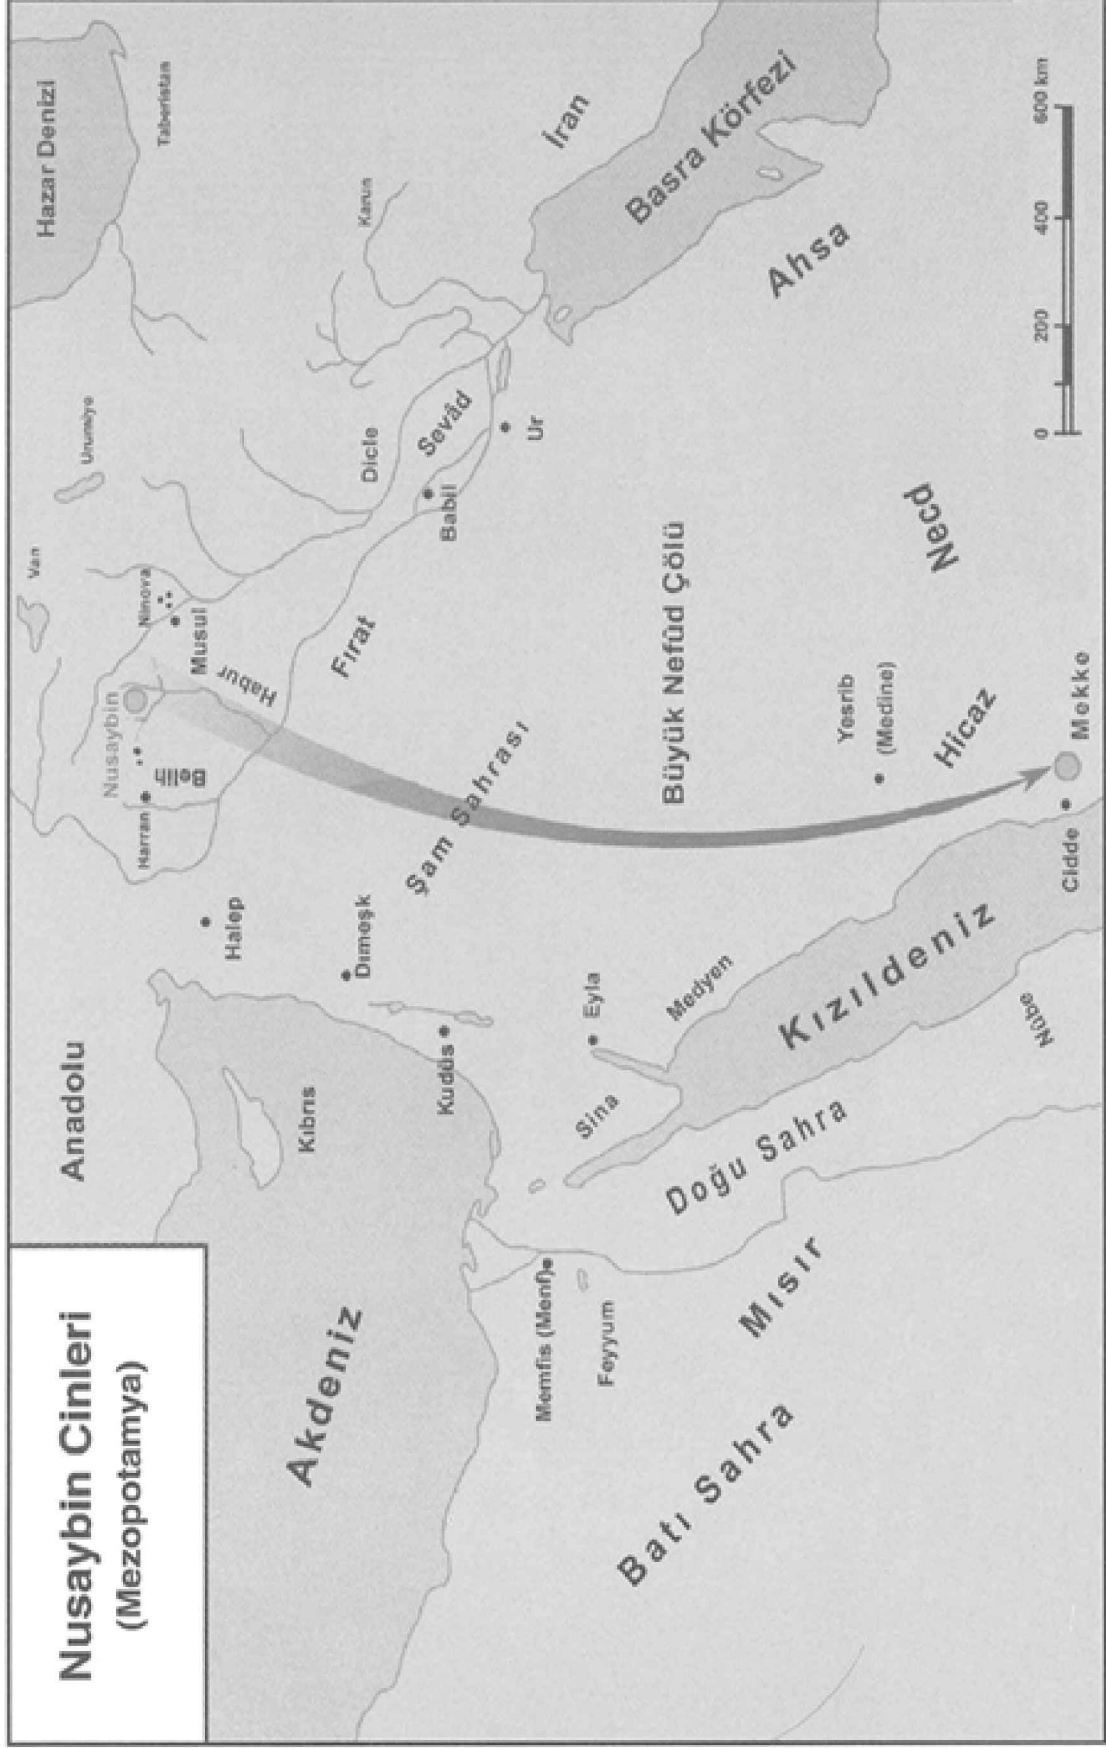 Nusaybin Cinleri
(Mezopotamya)
Anadolu
Van
Urumiye
Hazar Denizi
Taberistan
Nusaybin
Harran
Belih
Ninova
Musul
Habur
Halep
Fırat
Dicle
Karun
Kıbrıs
Dımeşk
Akdeniz
Kudüs
Şam Sahrası
Babil
Sevâd
Ur
İran
Basra Körfezi
Ahsa
Memfis (Menf)
Feyyum
Sina
Eyla
Medyen
Büyük Nefûd Çölü
Batı Sahra
Mısır
Doğu Sahra
Kızıldeniz
Yesrib
(Medine)
Necd
Hicaz
Nûbe
Cidde
Mekke
0 200 400 600 km